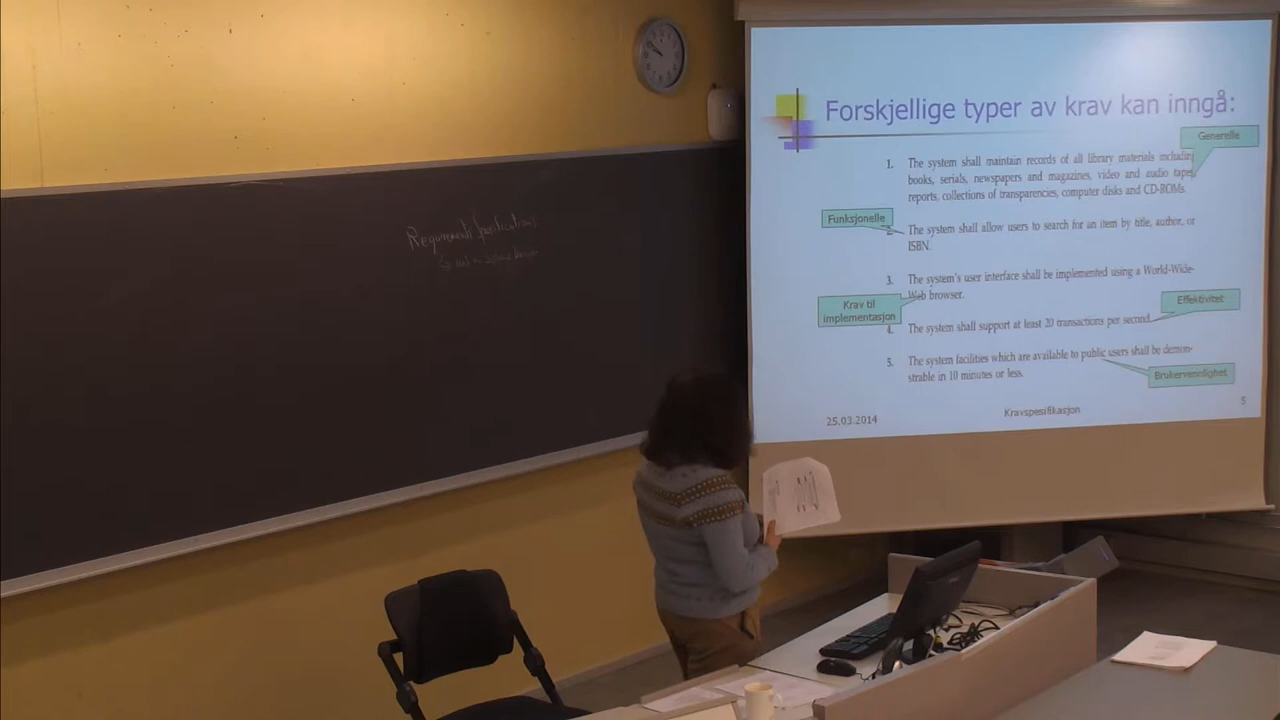 Requirements Specifications
Forskjellige typer av krav kan inngå:
Generelle
1. The system shall maintain records of all library materials including
books, serials, newspapers and magazines, video and audio tapes,
reports, collections of transparencies, computer disks and CD-ROMs.
Funksjonelle
2. The system shall allow users to search for an item by title, author, or
ISBN.
3. The system's user interface shall be implemented using a World-Wide-
Web browser.
Krav til
implementasjon
Effektivitet
4. The system shall support at least 20 transactions per second.
5. The system facilities which are available to public users shall be demon-
strable in 10 minutes or less.
Brukervennlighet
25.03.2014
Kravspesifikasjon
5